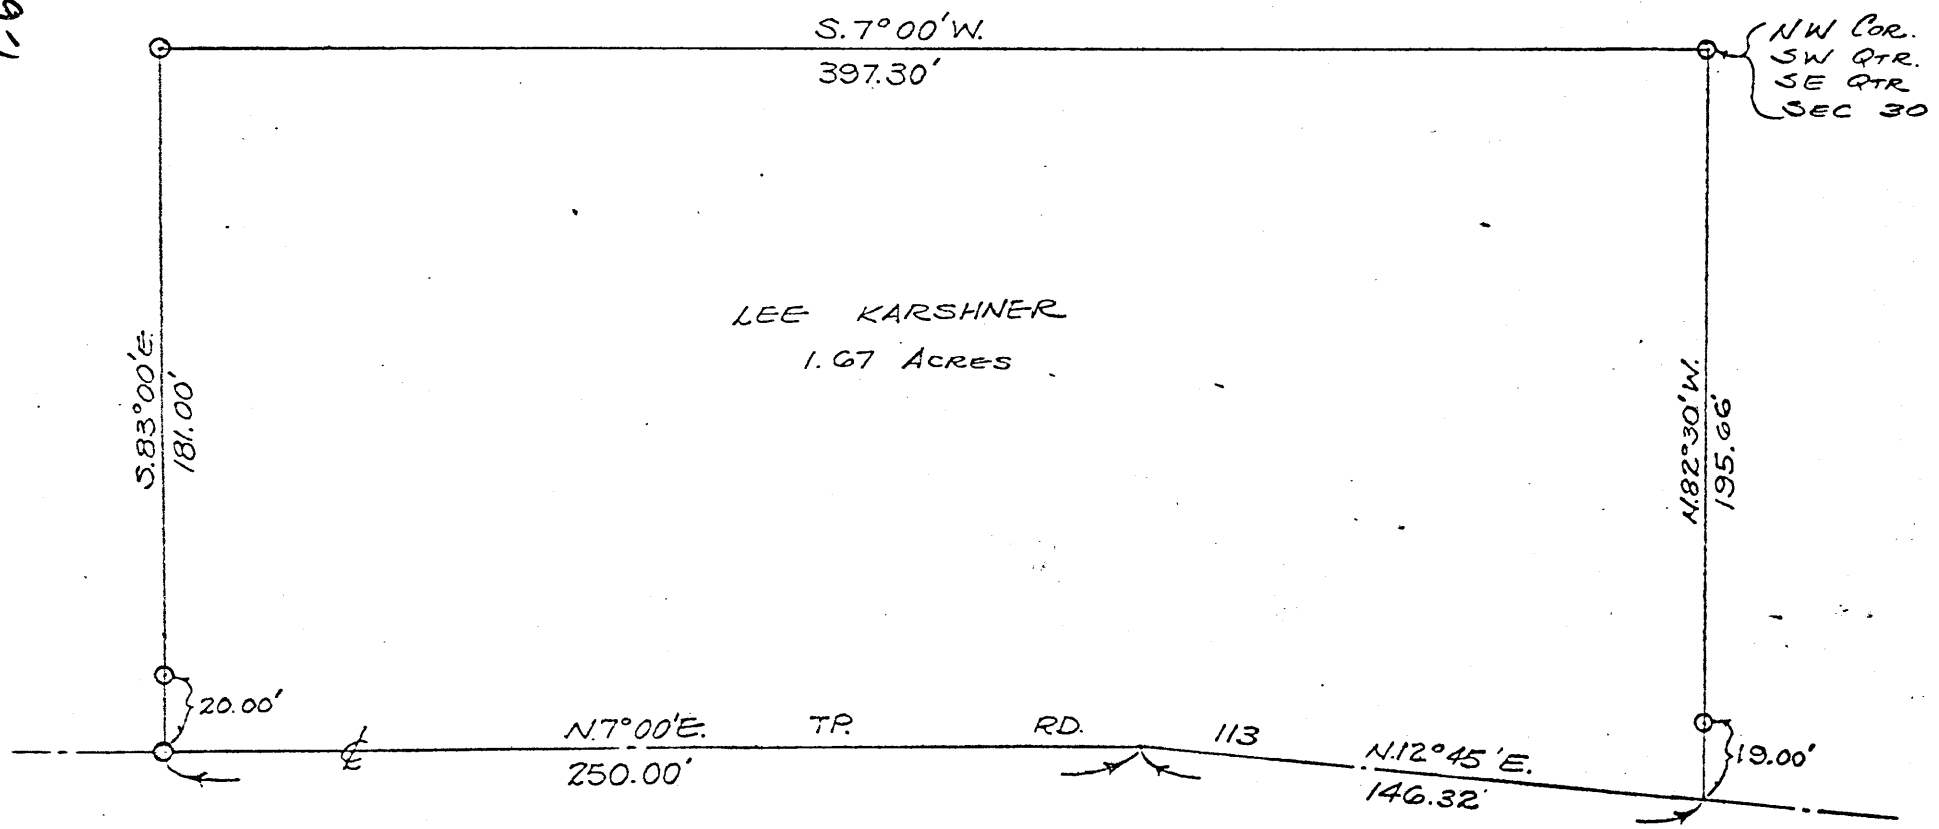 S. 7°00'W.
397.30'
NW COR.
SW QTR.
SE QTR
SEC 30
LEE KARSHNER
1.67 ACRES
S.83°00'E.
181.00'
N.82°30'W.
195.66'
20.00'
N.7°00'E. TP. RD. 113
250.00'
N.12°45'E.
146.32'
19.00'